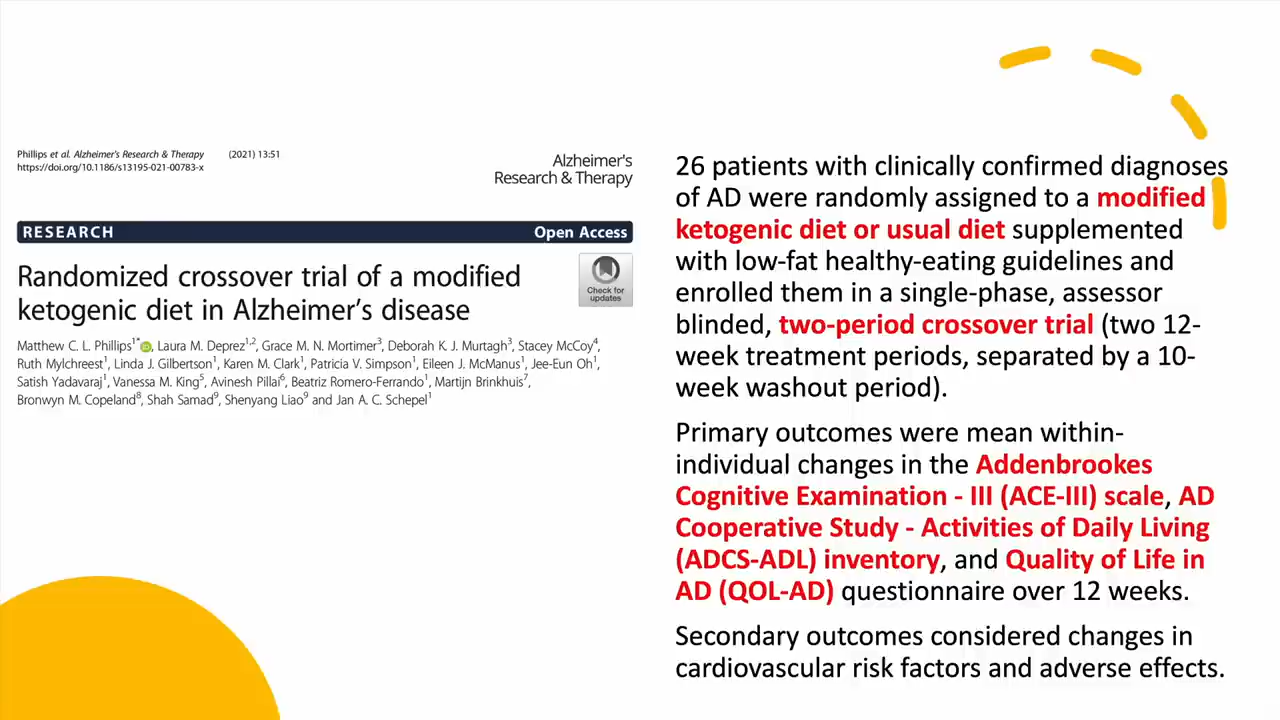 Phillips et al. Alzheimer's Research & Therapy (2021) 13:51
https://doi.org/10.1186/s13195-021-00783-x
Alzheimer's
Research & Therapy
RESEARCH Open Access
Randomized crossover trial of a modified
ketogenic diet in Alzheimer's disease
Check for
updates
Matthew C. L. Phillips1*, Laura M. Deprez1,2, Grace M. N. Mortimer3, Deborah K. J. Murtagh3, Stacey McCoy4,
Ruth Mylchreest1, Linda J. Gilbertson1, Karen M. Clark1, Patricia V. Simpson1, Eileen J. McManus1, Jee-Eun Oh1,
Satish Yadavaraj1, Vanessa M. King5, Avinesh Pillai6, Beatriz Romero-Ferrando1, Martijn Brinkhuis7,
Bronwyn M. Copeland8, Shah Samad9, Shenyang Liao9 and Jan A. C. Schepel1
26 patients with clinically confirmed diagnoses
of AD were randomly assigned to a modified
ketogenic diet or usual diet supplemented
with low-fat healthy-eating guidelines and
enrolled them in a single-phase, assessor
blinded, two-period crossover trial (two 12-
week treatment periods, separated by a 10-
week washout period).
Primary outcomes were mean within-
individual changes in the Addenbrookes
Cognitive Examination - III (ACE-III) scale, AD
Cooperative Study - Activities of Daily Living
(ADCS-ADL) inventory, and Quality of Life in
AD (QOL-AD) questionnaire over 12 weeks.
Secondary outcomes considered changes in
cardiovascular risk factors and adverse effects.